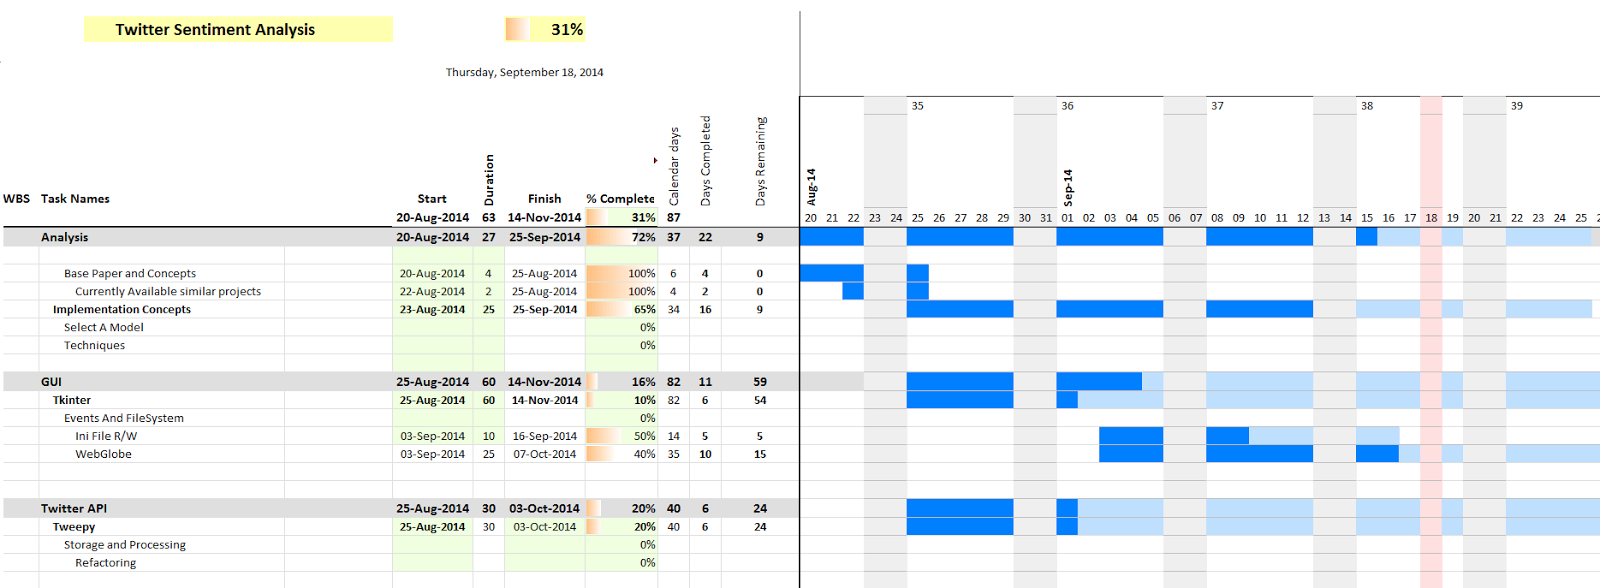 Twitter Sentiment Analysis 31%
Thursday, September 18, 2014
35 36 37 38 39
WBS Task Names Start Duration Finish % Complete Calendar days Days Completed Days Remaining Aug-14 Sep-14
20-Aug-2014 63 14-Nov-2014 31% 87 20 21 22 23 24 25 26 27 28 29 30 31 01 02 03 04 05 06 07 08 09 10 11 12 13 14 15 16 17 18 19 20 21 22 23 24 25
Analysis 20-Aug-2014 27 25-Sep-2014 72% 37 22 9
Base Paper and Concepts 20-Aug-2014 4 25-Aug-2014 100% 6 4 0
Currently Available similar projects 22-Aug-2014 2 25-Aug-2014 100% 4 2 0
Implementation Concepts 23-Aug-2014 25 25-Sep-2014 65% 34 16 9
Select A Model 0%
Techniques 0%
GUI 25-Aug-2014 60 14-Nov-2014 16% 82 11 59
Tkinter 25-Aug-2014 60 14-Nov-2014 10% 82 6 54
Events And FileSystem 0%
Ini File R/W 03-Sep-2014 10 16-Sep-2014 50% 14 5 5
WebGlobe 03-Sep-2014 25 07-Oct-2014 40% 35 10 15
Twitter API 25-Aug-2014 30 03-Oct-2014 20% 40 6 24
Tweepy 25-Aug-2014 30 03-Oct-2014 20% 40 6 24
Storage and Processing 0%
Refactoring 0%